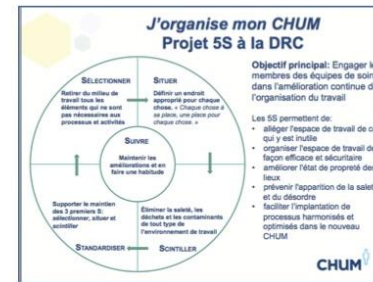 J'organise mon CHUM
Projet 5S à la DRC
SÉLECTIONNER
Retirer du milieu de
travail tous les
éléments qui ne sont
pas nécessaires aux
processus et activités
SITUER
Définir un endroit
approprié pour chaque
chose. « Chaque chose à
sa place, une place pour
chaque chose. »
SUIVRE
Maintenir les
améliorations et en
faire une habitude
Supporter le maintien
des 3 premiers S:
sélectionner, situer et
scintiller
STANDARDISER
Éliminer la saleté, les
déchets et les contaminants
de tout type de
l'environnement de travail
SCINTILLER
Objectif principal: Engager le
membres des équipes de soin
dans l'amélioration continue d
l'organisation du travail
Les 5S permettent de:
• alléger l'espace de travail de c
qui y est inutile
• organiser l'espace de travail de
façon efficace et sécuritaire
• améliorer l'état de propreté de
lieux
• prévenir l'apparition de la salet
et du désordre
• faciliter l'implantation de
processus harmonisés et
optimisés dans le nouveau
CHUM
CHUM